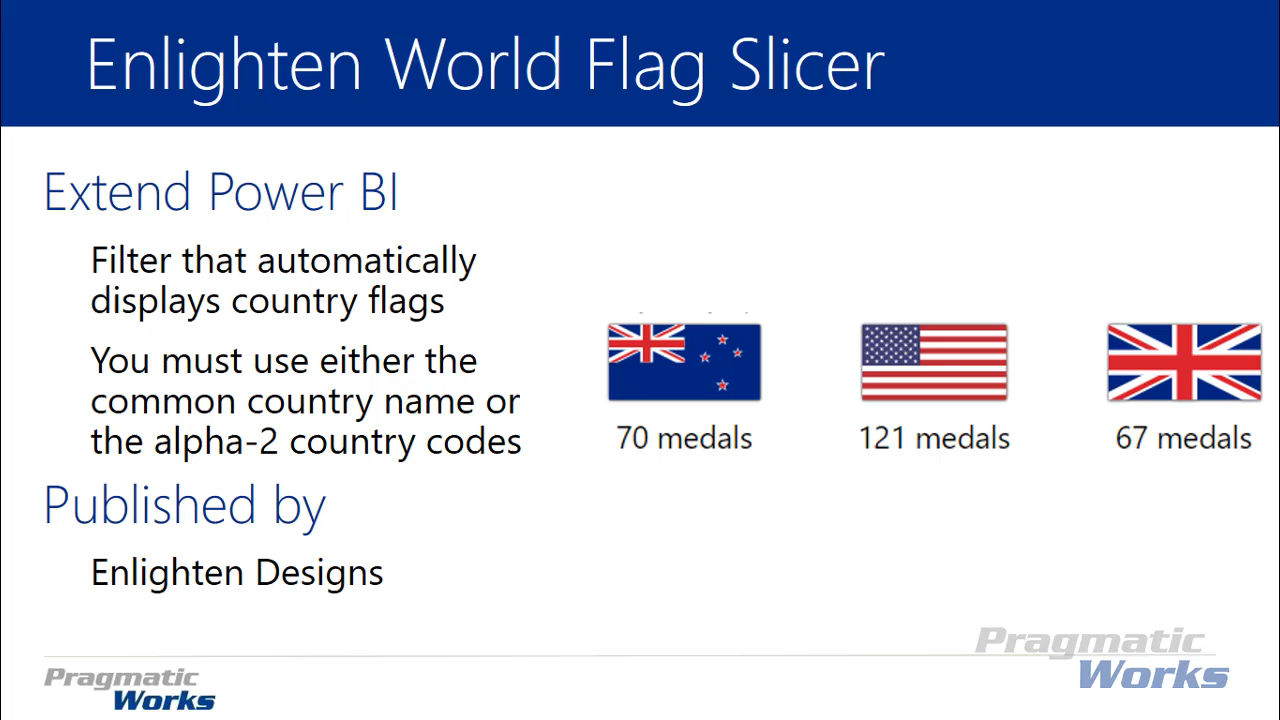 Enlighten World Flag Slicer
Extend Power BI
Filter that automatically
displays country flags
You must use either the
common country name or
the alpha-2 country codes
Published by
Enlighten Designs
70 medals
121 medals
67 medals
Pragmatic
Works
Pragmatic
Works